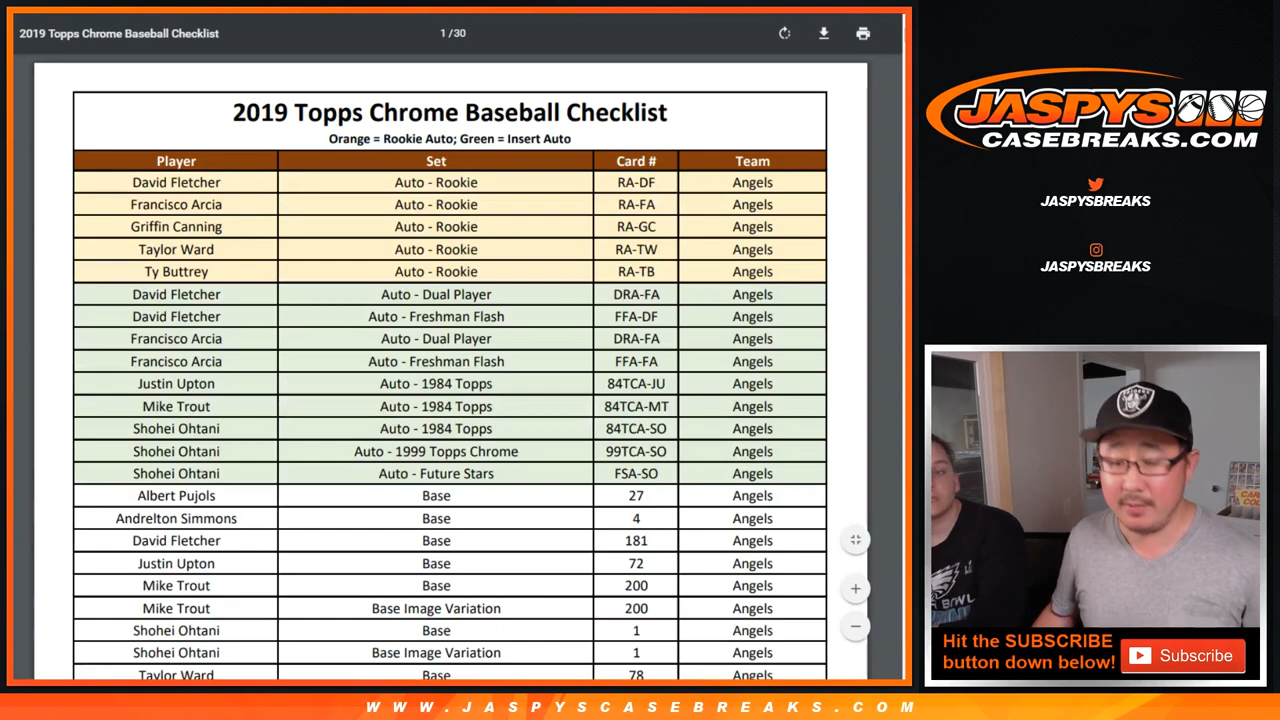 2019 Topps Chrome Baseball Checklist
1 / 30
2019 Topps Chrome Baseball Checklist
Orange = Rookie Auto; Green = Insert Auto
Player Set Card # Team
David Fletcher Auto - Rookie RA-DF Angels
Francisco Arcia Auto - Rookie RA-FA Angels
Griffin Canning Auto - Rookie RA-GC Angels
Taylor Ward Auto - Rookie RA-TW Angels
Ty Buttrey Auto - Rookie RA-TB Angels
David Fletcher Auto - Dual Player DRA-FA Angels
David Fletcher Auto - Freshman Flash FFA-DF Angels
Francisco Arcia Auto - Dual Player DRA-FA Angels
Francisco Arcia Auto - Freshman Flash FFA-FA Angels
Justin Upton Auto - 1984 Topps 84TCA-JU Angels
Mike Trout Auto - 1984 Topps 84TCA-MT Angels
Shohei Ohtani Auto - 1984 Topps 84TCA-SO Angels
Shohei Ohtani Auto - 1999 Topps Chrome 99TCA-SO Angels
Shohei Ohtani Auto - Future Stars FSA-SO Angels
Albert Pujols Base 27 Angels
Andrelton Simmons Base 4 Angels
David Fletcher Base 181 Angels
Justin Upton Base 72 Angels
Mike Trout Base 200 Angels
Mike Trout Base Image Variation 200 Angels
Shohei Ohtani Base 1 Angels
Shohei Ohtani Base Image Variation 1 Angels
Taylor Ward Base 78 Angels
JASPYS
CASEBREAKS.COM
JASPYSBREAKS
JASPYSBREAKS
Hit the SUBSCRIBE
button down below!
Subscribe
WWW.JASPYSCASEBREAKS.COM